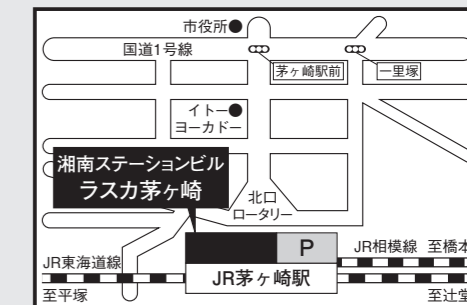 市役所●
国道1号線
茅ヶ崎駅前
一里塚
イトー●
ヨーカドー
湘南ステーションビル
ラスカ茅ヶ崎
北口
ロータリー
P
JR相模線 至橋本
JR東海道線
JR茅ヶ崎駅
至平塚
至辻堂